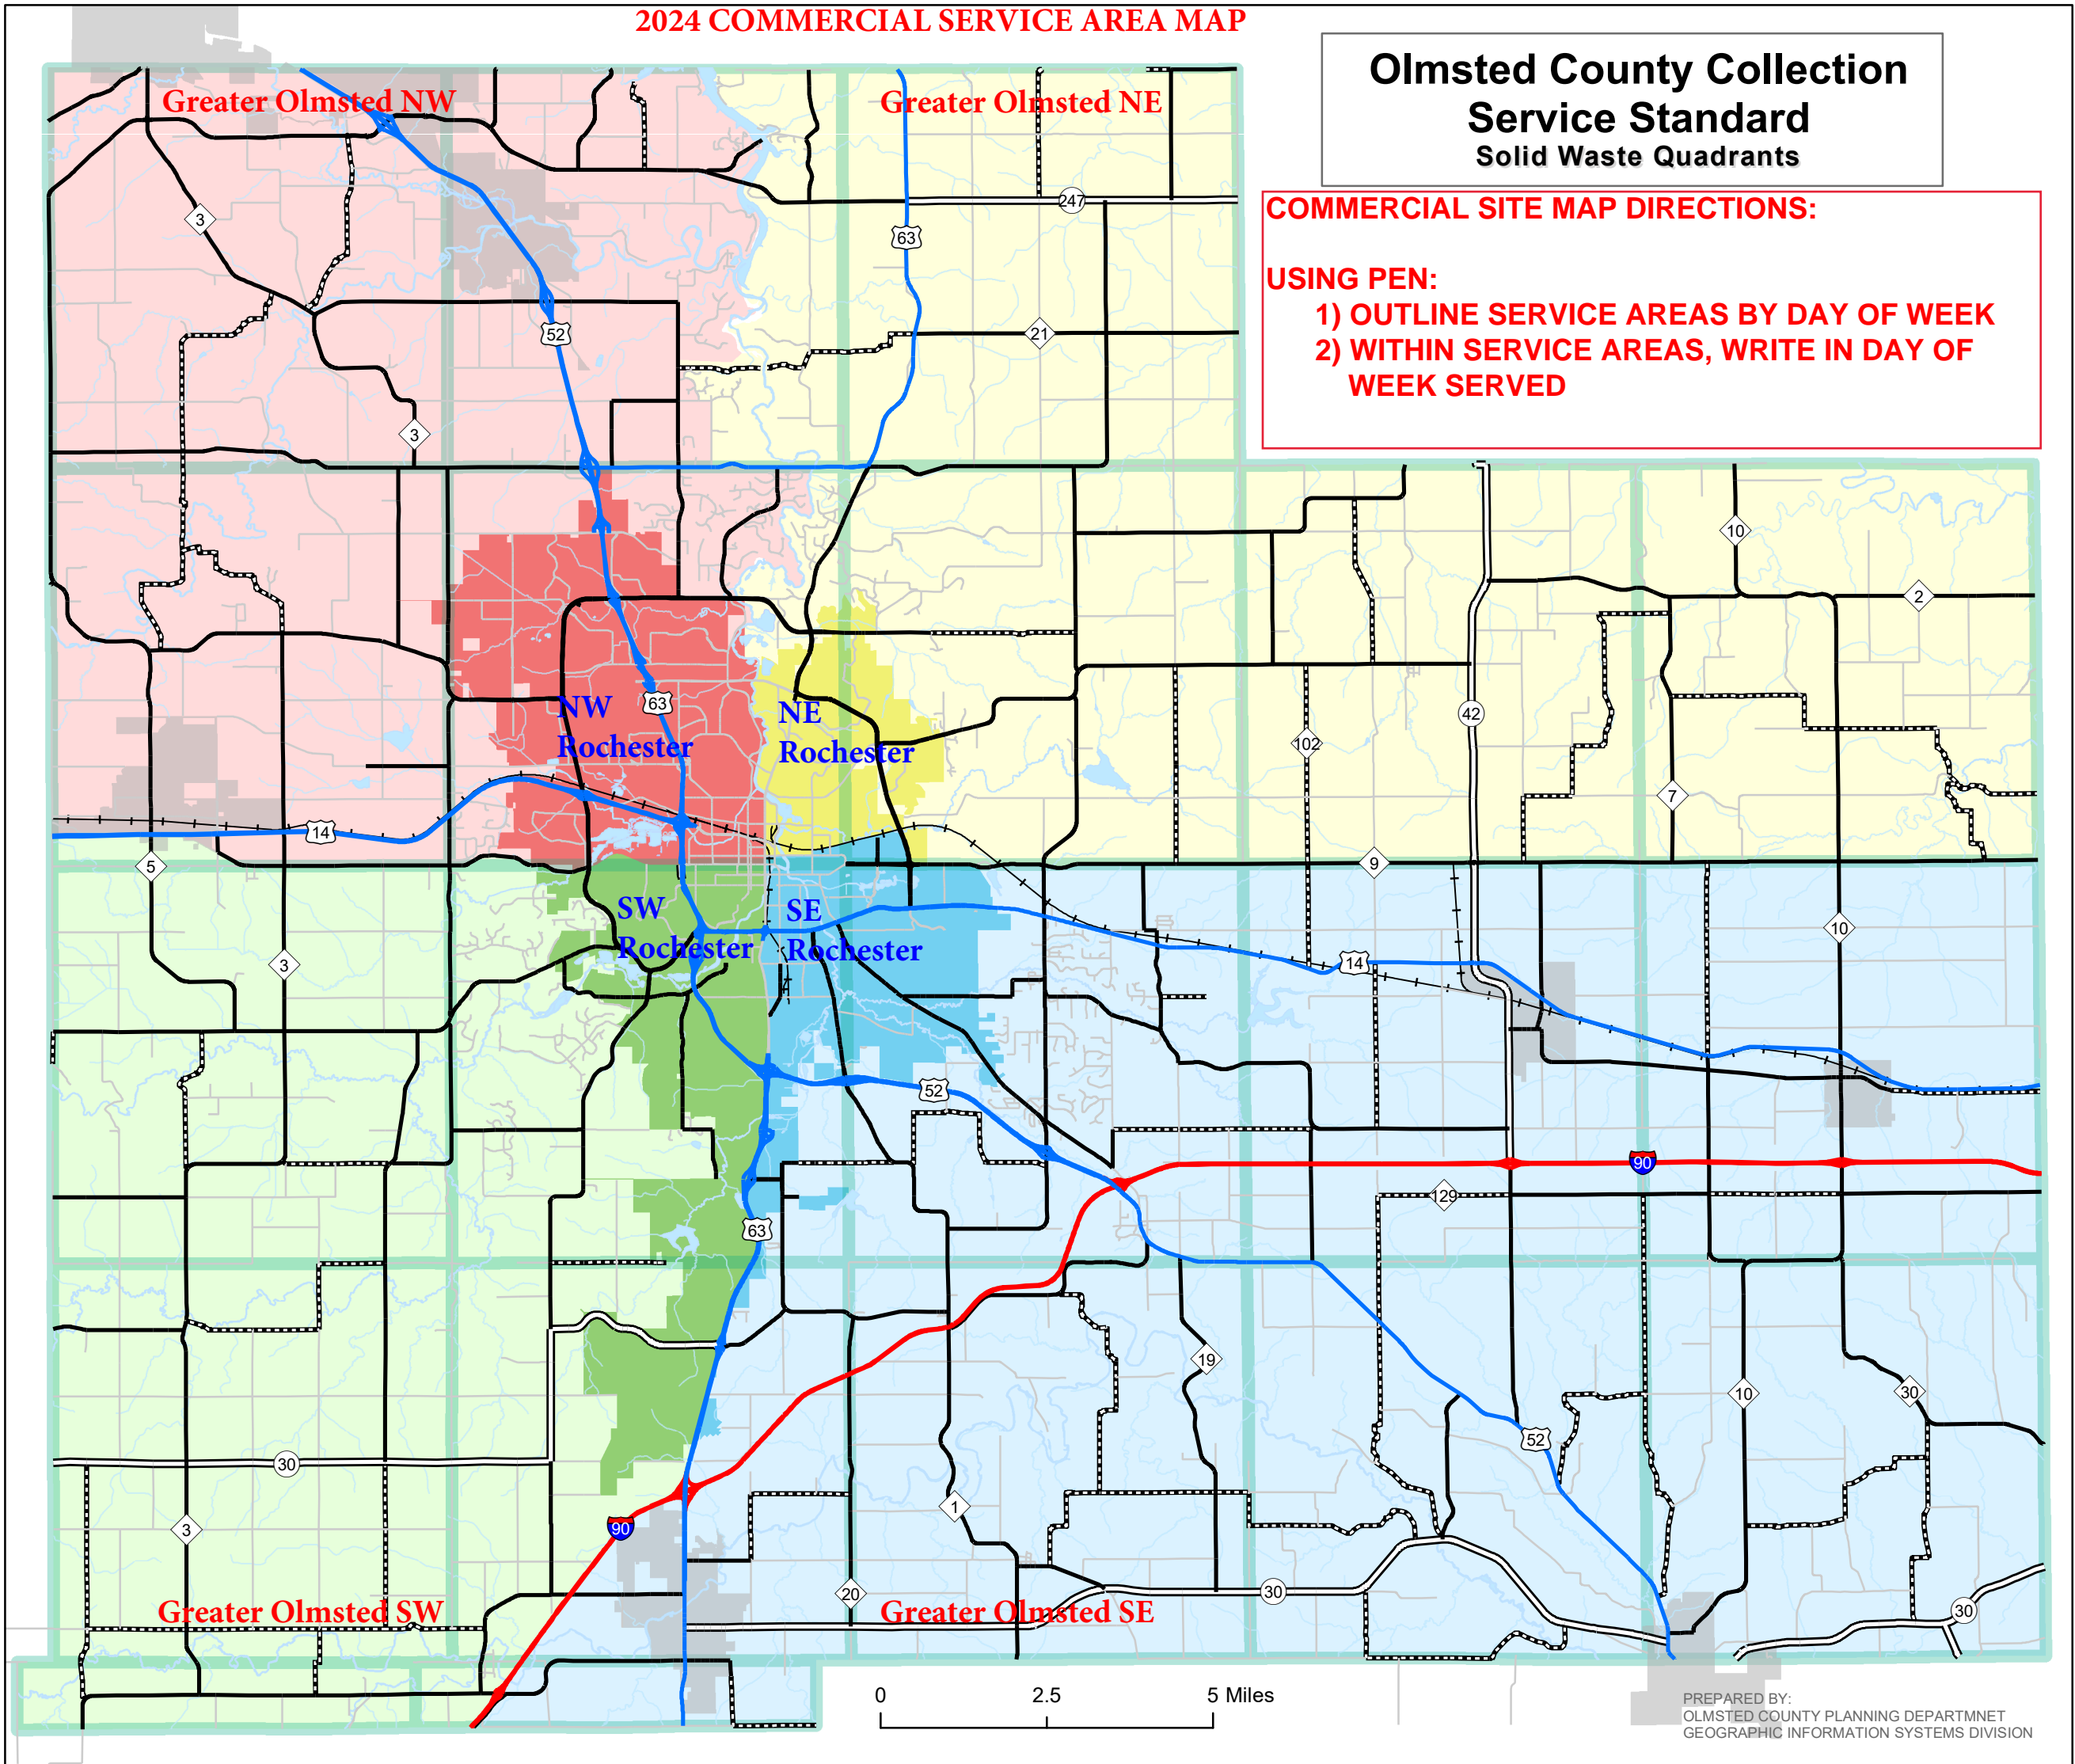 2024 COMMERCIAL SERVICE AREA MAP
Olmsted County Collection
Service Standard
Solid Waste Quadrants
COMMERCIAL SITE MAP DIRECTIONS:
USING PEN:
1) OUTLINE SERVICE AREAS BY DAY OF WEEK
2) WITHIN SERVICE AREAS, WRITE IN DAY OF
WEEK SERVED
Greater Olmsted NW
Greater Olmsted NE
247
3
63
52
21
3
10
2
63
NW
Rochester
NE
Rochester
42
102
7
14
5
9
SW
Rochester
SE
Rochester
10
3
14
52
90
129
63
19
10
30
52
30
1
3
90
20
30
30
Greater Olmsted SW
Greater Olmsted SE
0
2.5
5 Miles
PREPARED BY:
OLMSTED COUNTY PLANNING DEPARTMNET
GEOGRAPHIC INFORMATION SYSTEMS DIVISION